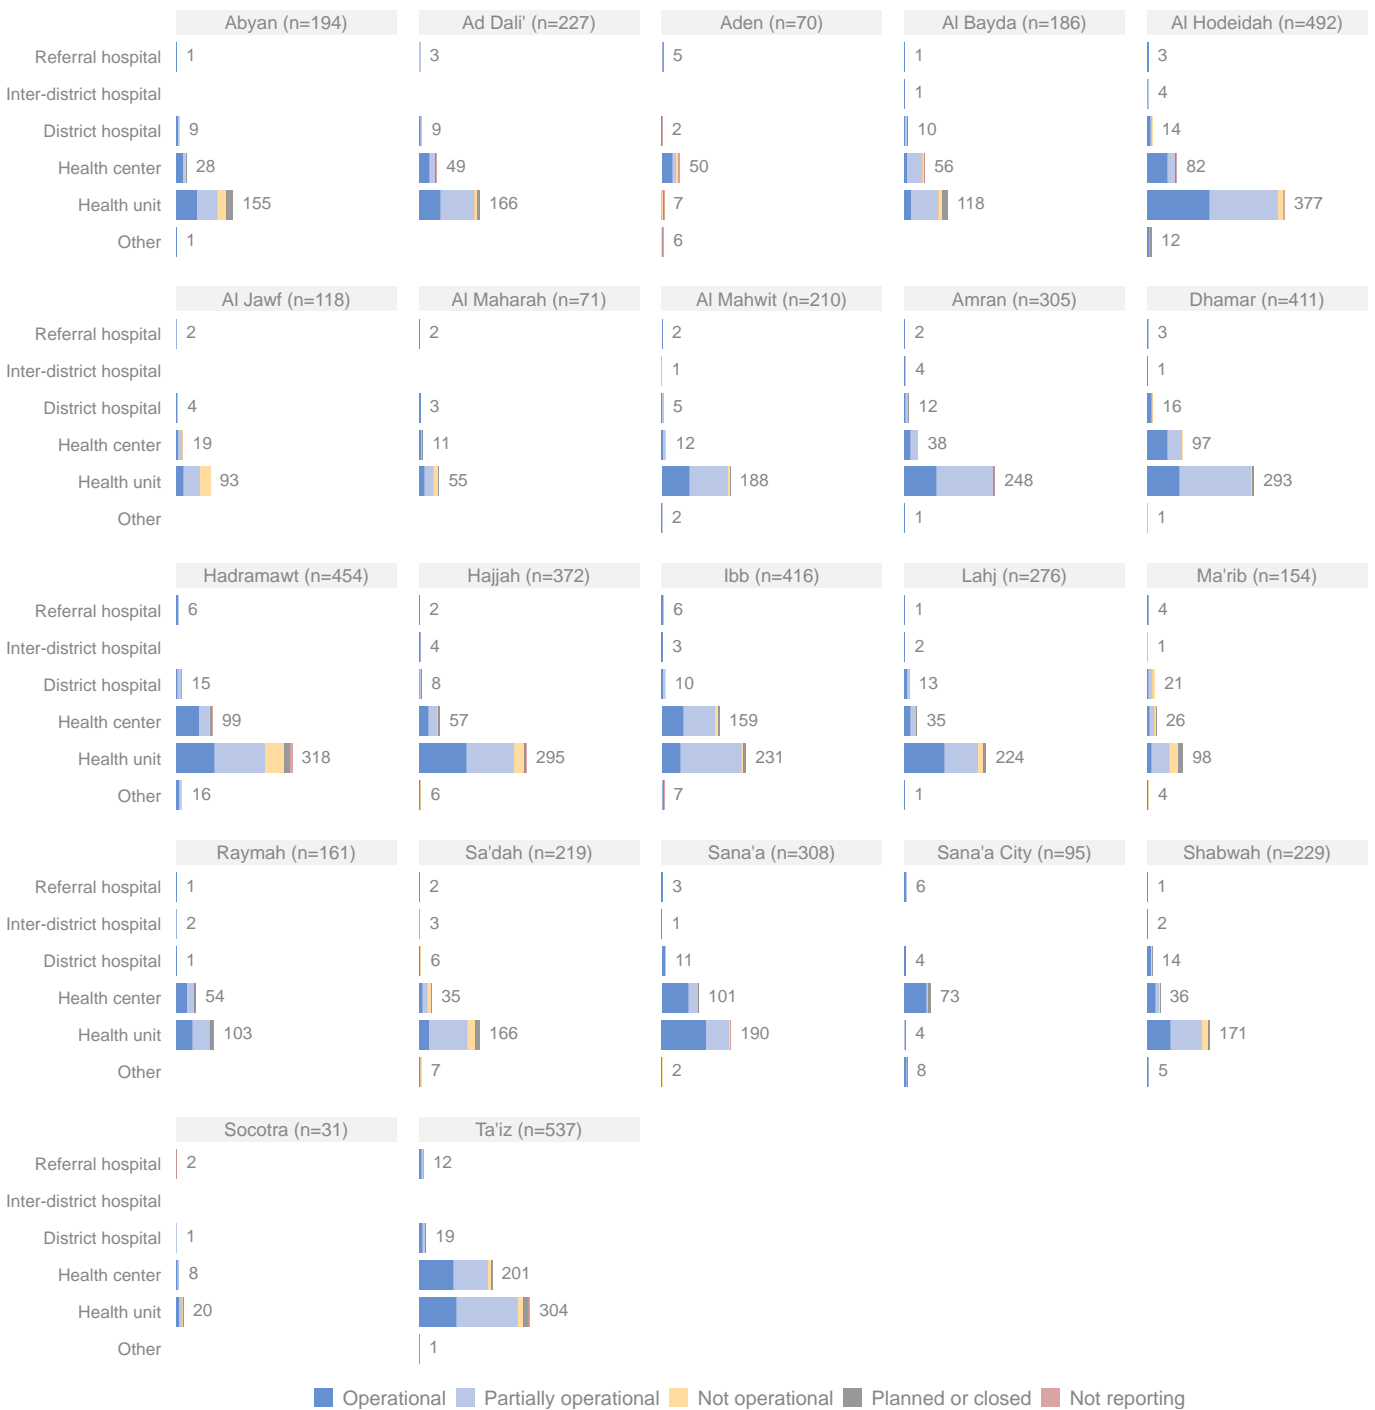 Abyan (n=194) Ad Dali' (n=227) Aden (n=70) Al Bayda (n=186) Al Hodeidah (n=492)
Referral hospital 1 3 5 1 3
Inter-district hospital 1 4
District hospital 9 9 2 10 14
Health center 28 49 50 56 82
Health unit 155 166 7 118 377
Other 1 6 12
Al Jawf (n=118) Al Maharah (n=71) Al Mahwit (n=210) Amran (n=305) Dhamar (n=411)
Referral hospital 2 2 2 2 3
Inter-district hospital 1 4 1
District hospital 4 3 5 12 16
Health center 19 11 12 38 97
Health unit 93 55 188 248 293
Other 2 1 1
Hadramawt (n=454) Hajjah (n=372) Ibb (n=416) Lahj (n=276) Ma'rib (n=154)
Referral hospital 6 2 6 1 4
Inter-district hospital 4 3 2 1
District hospital 15 8 10 13 21
Health center 99 57 159 35 26
Health unit 318 295 231 224 98
Other 16 6 7 1 4
Raymah (n=161) Sa'dah (n=219) Sana'a (n=308) Sana'a City (n=95) Shabwah (n=229)
Referral hospital 1 2 3 6 1
Inter-district hospital 2 3 1 2
District hospital 1 6 11 4 14
Health center 54 35 101 73 36
Health unit 103 166 190 4 171
Other 7 2 8 5
Socotra (n=31) Ta'iz (n=537)
Referral hospital 2 12
Inter-district hospital
District hospital 1 19
Health center 8 201
Health unit 20 304
Other 1
Operational Partially operational Not operational Planned or closed Not reporting